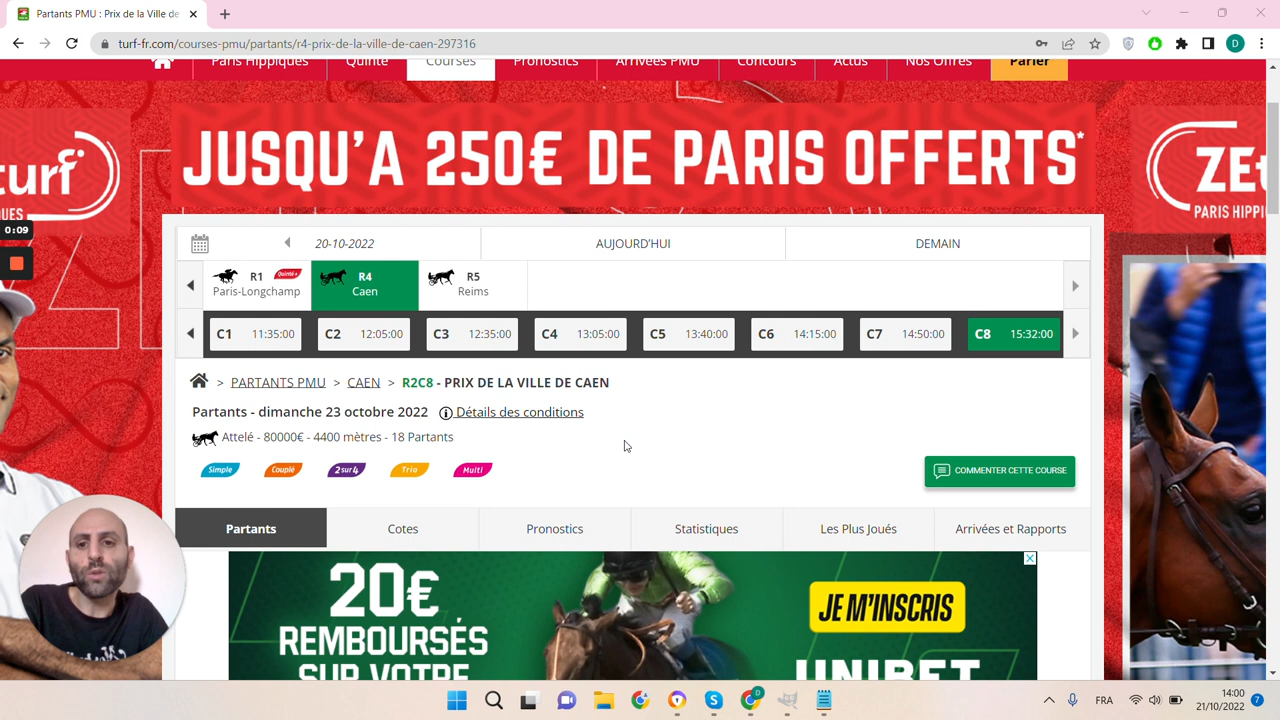 Partants PMU : Prix de la Ville de
turf-fr.com/courses-pmu/partants/r4-prix-de-la-ville-de-caen-297316
D
Paris Hippiques
Quinté
Courses
Pronostics
Arrivées PMU
Concours
Actus
Nos Offres
Parier
JUSQU'A 250€ DE PARIS OFFERTS*
turf
ZEt
PARIS HIPPI
0:09
20-10-2022
AUJOURD'HUI
DEMAIN
R1
Quinté+
Paris-Longchamp
R4
Caen
R5
Reims
C1 11:35:00
C2 12:05:00
C3 12:35:00
C4 13:05:00
C5 13:40:00
C6 14:15:00
C7 14:50:00
C8 15:32:00
> PARTANTS PMU > CAEN > R2C8 - PRIX DE LA VILLE DE CAEN
Partants - dimanche 23 octobre 2022 Détails des conditions
Attelé - 80000€ - 4400 mètres - 18 Partants
Simple
Couplé
2 sur 4
Trio
Multi
COMMENTER CETTE COURSE
Partants
Cotes
Pronostics
Statistiques
Les Plus Joués
Arrivées et Rapports
20€
REMBOURSÉS
SUR VOTRE
JE M'INSCRIS
UNIBET
FRA
14:00
21/10/2022
7